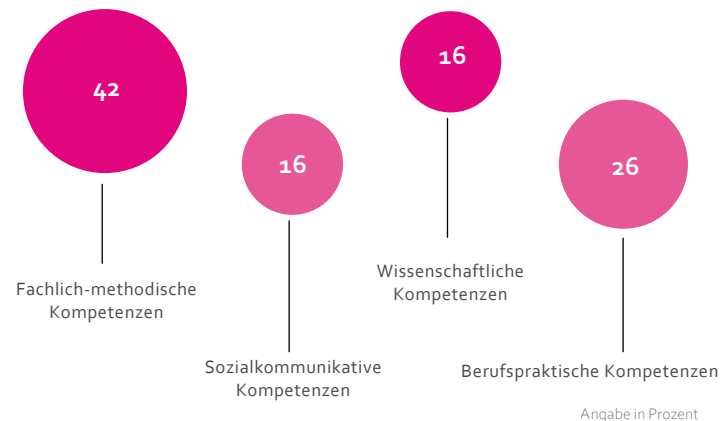 42
Fachlich-methodische
Kompetenzen
16
Sozialkommunikative
Kompetenzen
16
Wissenschaftliche
Kompetenzen
26
Berufspraktische Kompetenzen
Angabe in Prozent